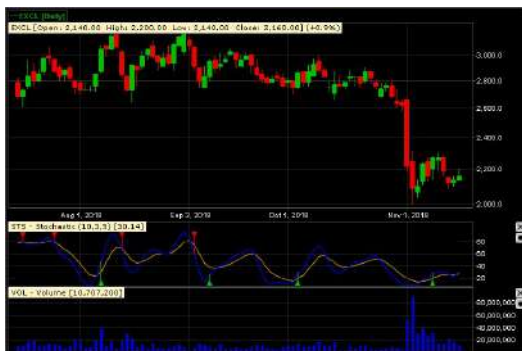 EXCL [Daily]
EXCL [Open: 2,140.00 High: 2,200.00 Low: 2,140.00 Close: 2,160.00] (+0.9%)
3,000.0
2,800.0
2,600.0
2,400.0
2,200.0
2,000.0
Aug 1, 2018
Sep 3, 2018
Oct 1, 2018
Nov 1, 2018
STS - Stochastic (10,3,3) [30.14]
80
60
40
20
VOL - Volume [10,707,200]
80,000,000
60,000,000
40,000,000
20,000,000